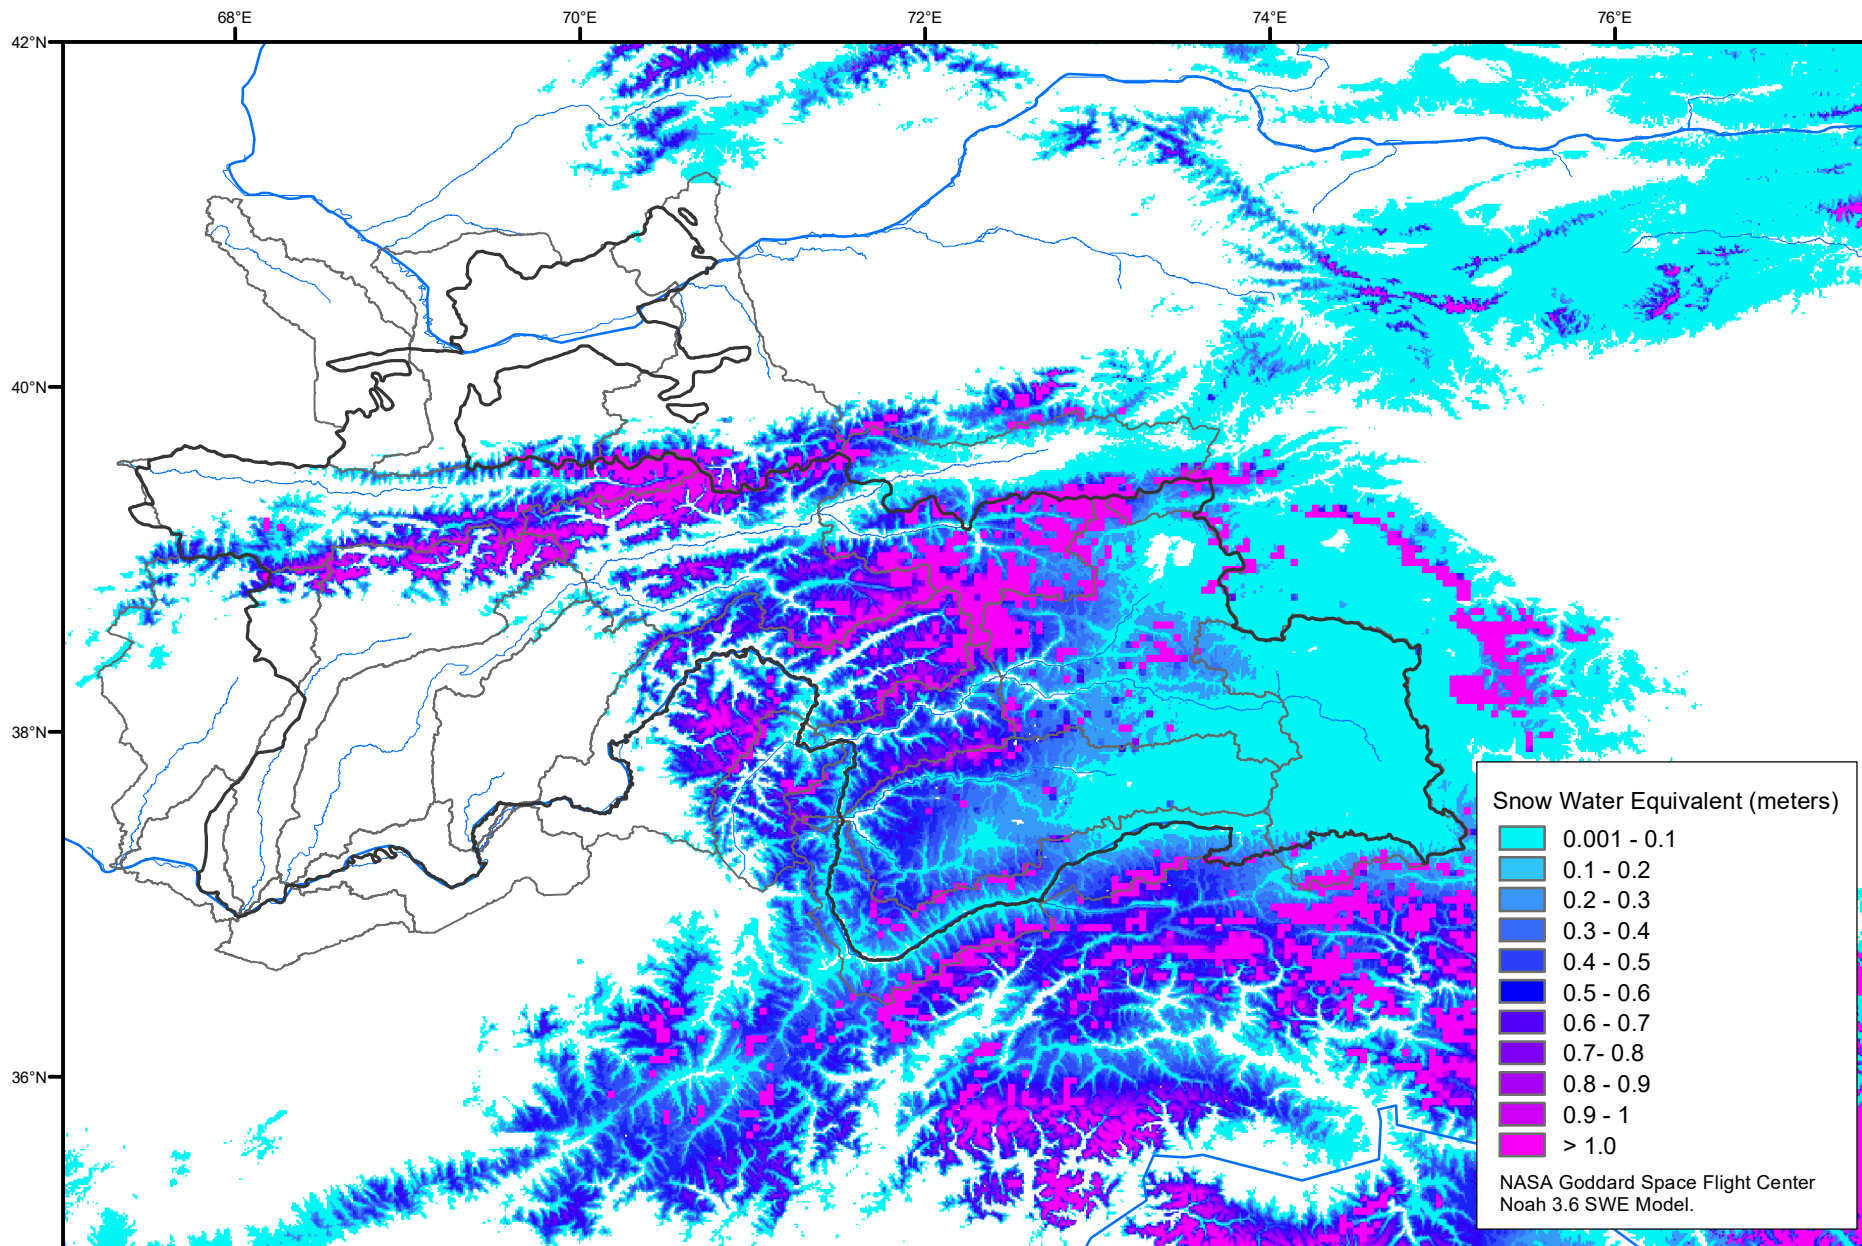 68°E
70°E
72°E
74°E
76°E
42°N
40°N
38°N
36°N
Snow Water Equivalent (meters)
0.001 - 0.1
0.1 - 0.2
0.2 - 0.3
0.3 - 0.4
0.4 - 0.5
0.5 - 0.6
0.6 - 0.7
0.7- 0.8
0.8 - 0.9
0.9 - 1
> 1.0
NASA Goddard Space Flight Center
Noah 3.6 SWE Model.